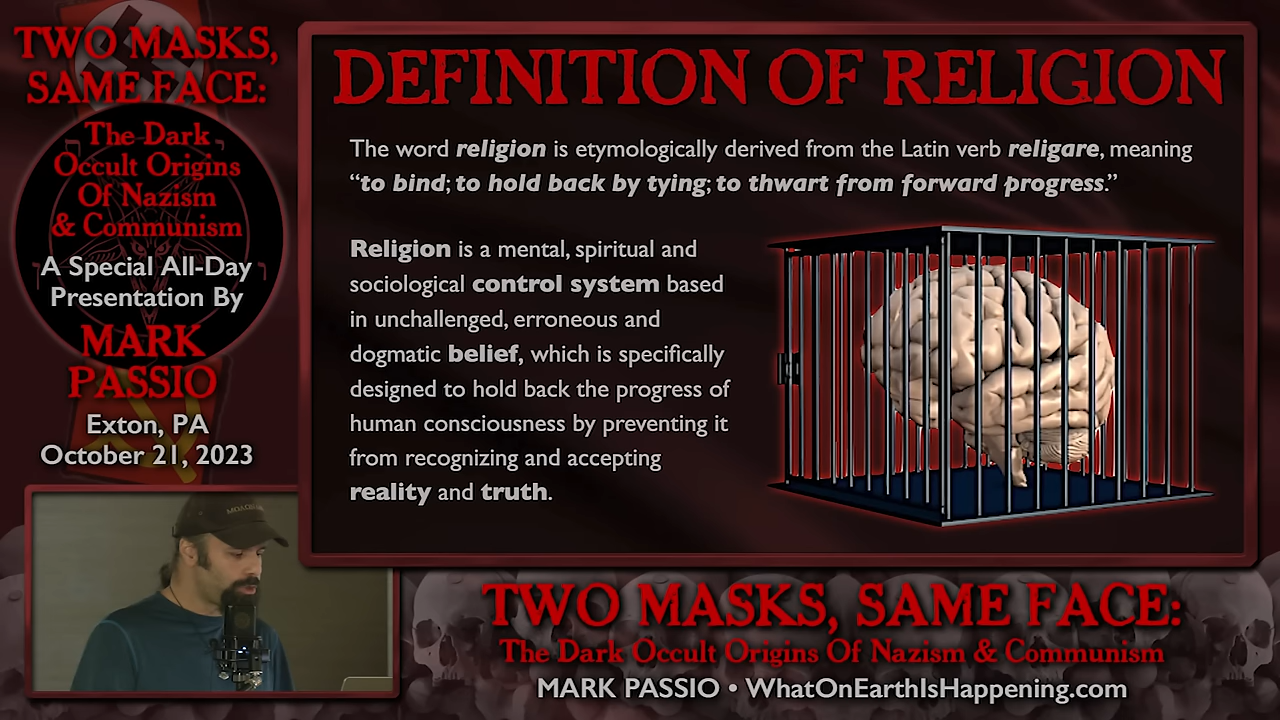 TWO MASKS,
SAME FACE:
The Dark
Occult Origins
Of Nazism
& Communism
A Special All-Day
Presentation By
MARK
PASSIO
Exton, PA
October 21, 2023
DEFINITION OF RELIGION
The word religion is etymologically derived from the Latin verb religare, meaning
“to bind; to hold back by tying; to thwart from forward progress.”
Religion is a mental, spiritual and
sociological control system based
in unchallenged, erroneous and
dogmatic belief, which is specifically
designed to hold back the progress of
human consciousness by preventing it
from recognizing and accepting
reality and truth.
TWO MASKS, SAME FACE:
The Dark Occult Origins Of Nazism & Communism
MARK PASSIO • WhatOnEarthIsHappening.com